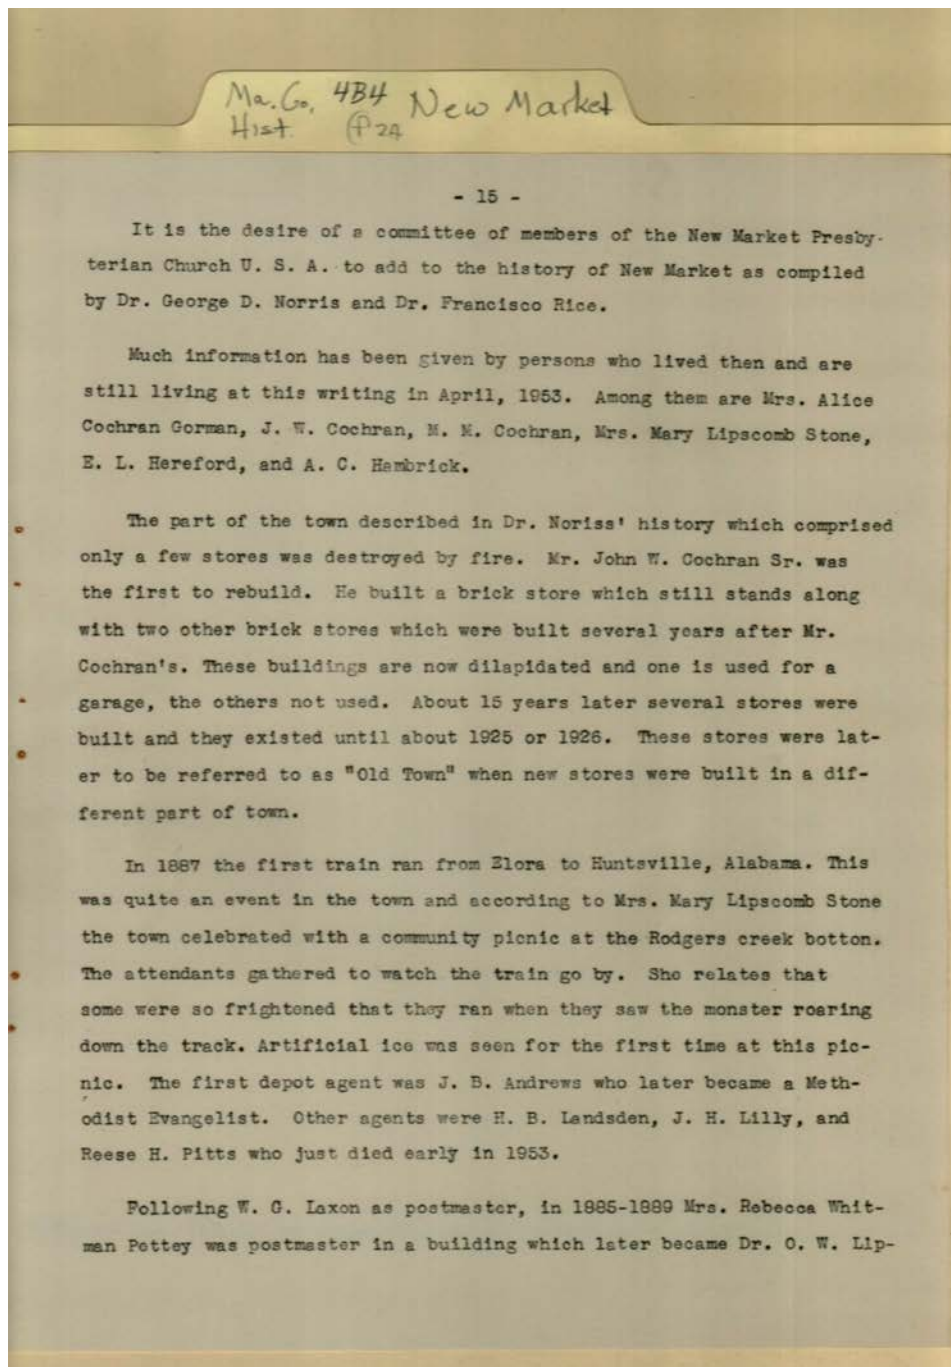 Ma. Co. 4B4 New Market
Hist. f 24
- 15 -
It is the desire of a committee of members of the New Market Presby-
terian Church U. S. A. to add to the history of New Market as compiled
by Dr. George D. Norris and Dr. Francisco Rice.
Much information has been given by persons who lived then and are
still living at this writing in April, 1953. Among them are Mrs. Alice
Cochran Gorman, J. W. Cochran, M. M. Cochran, Mrs. Mary Lipscomb Stone,
E. L. Hereford, and A. C. Hambrick.
The part of the town described in Dr. Noriss' history which comprised
only a few stores was destroyed by fire. Mr. John W. Cochran Sr. was
the first to rebuild. He built a brick store which still stands along
with two other brick stores which were built several years after Mr.
Cochran's. These buildings are now dilapidated and one is used for a
garage, the others not used. About 15 years later several stores were
built and they existed until about 1925 or 1926. These stores were lat-
er to be referred to as "Old Town" when new stores were built in a dif-
ferent part of town.
In 1887 the first train ran from Elora to Huntsville, Alabama. This
was quite an event in the town and according to Mrs. Mary Lipscomb Stone
the town celebrated with a community picnic at the Rodgers creek botton.
The attendants gathered to watch the train go by. She relates that
some were so frightened that they ran when they saw the monster roaring
down the track. Artificial ice was seen for the first time at this pic-
nic. The first depot agent was J. B. Andrews who later became a Meth-
odist Evangelist. Other agents were H. B. Landsden, J. H. Lilly, and
Reese H. Pitts who just died early in 1953.
Following W. G. Laxon as postmaster, in 1885-1889 Mrs. Rebecca Whit-
man Pettey was postmaster in a building which later became Dr. O. W. Lip-